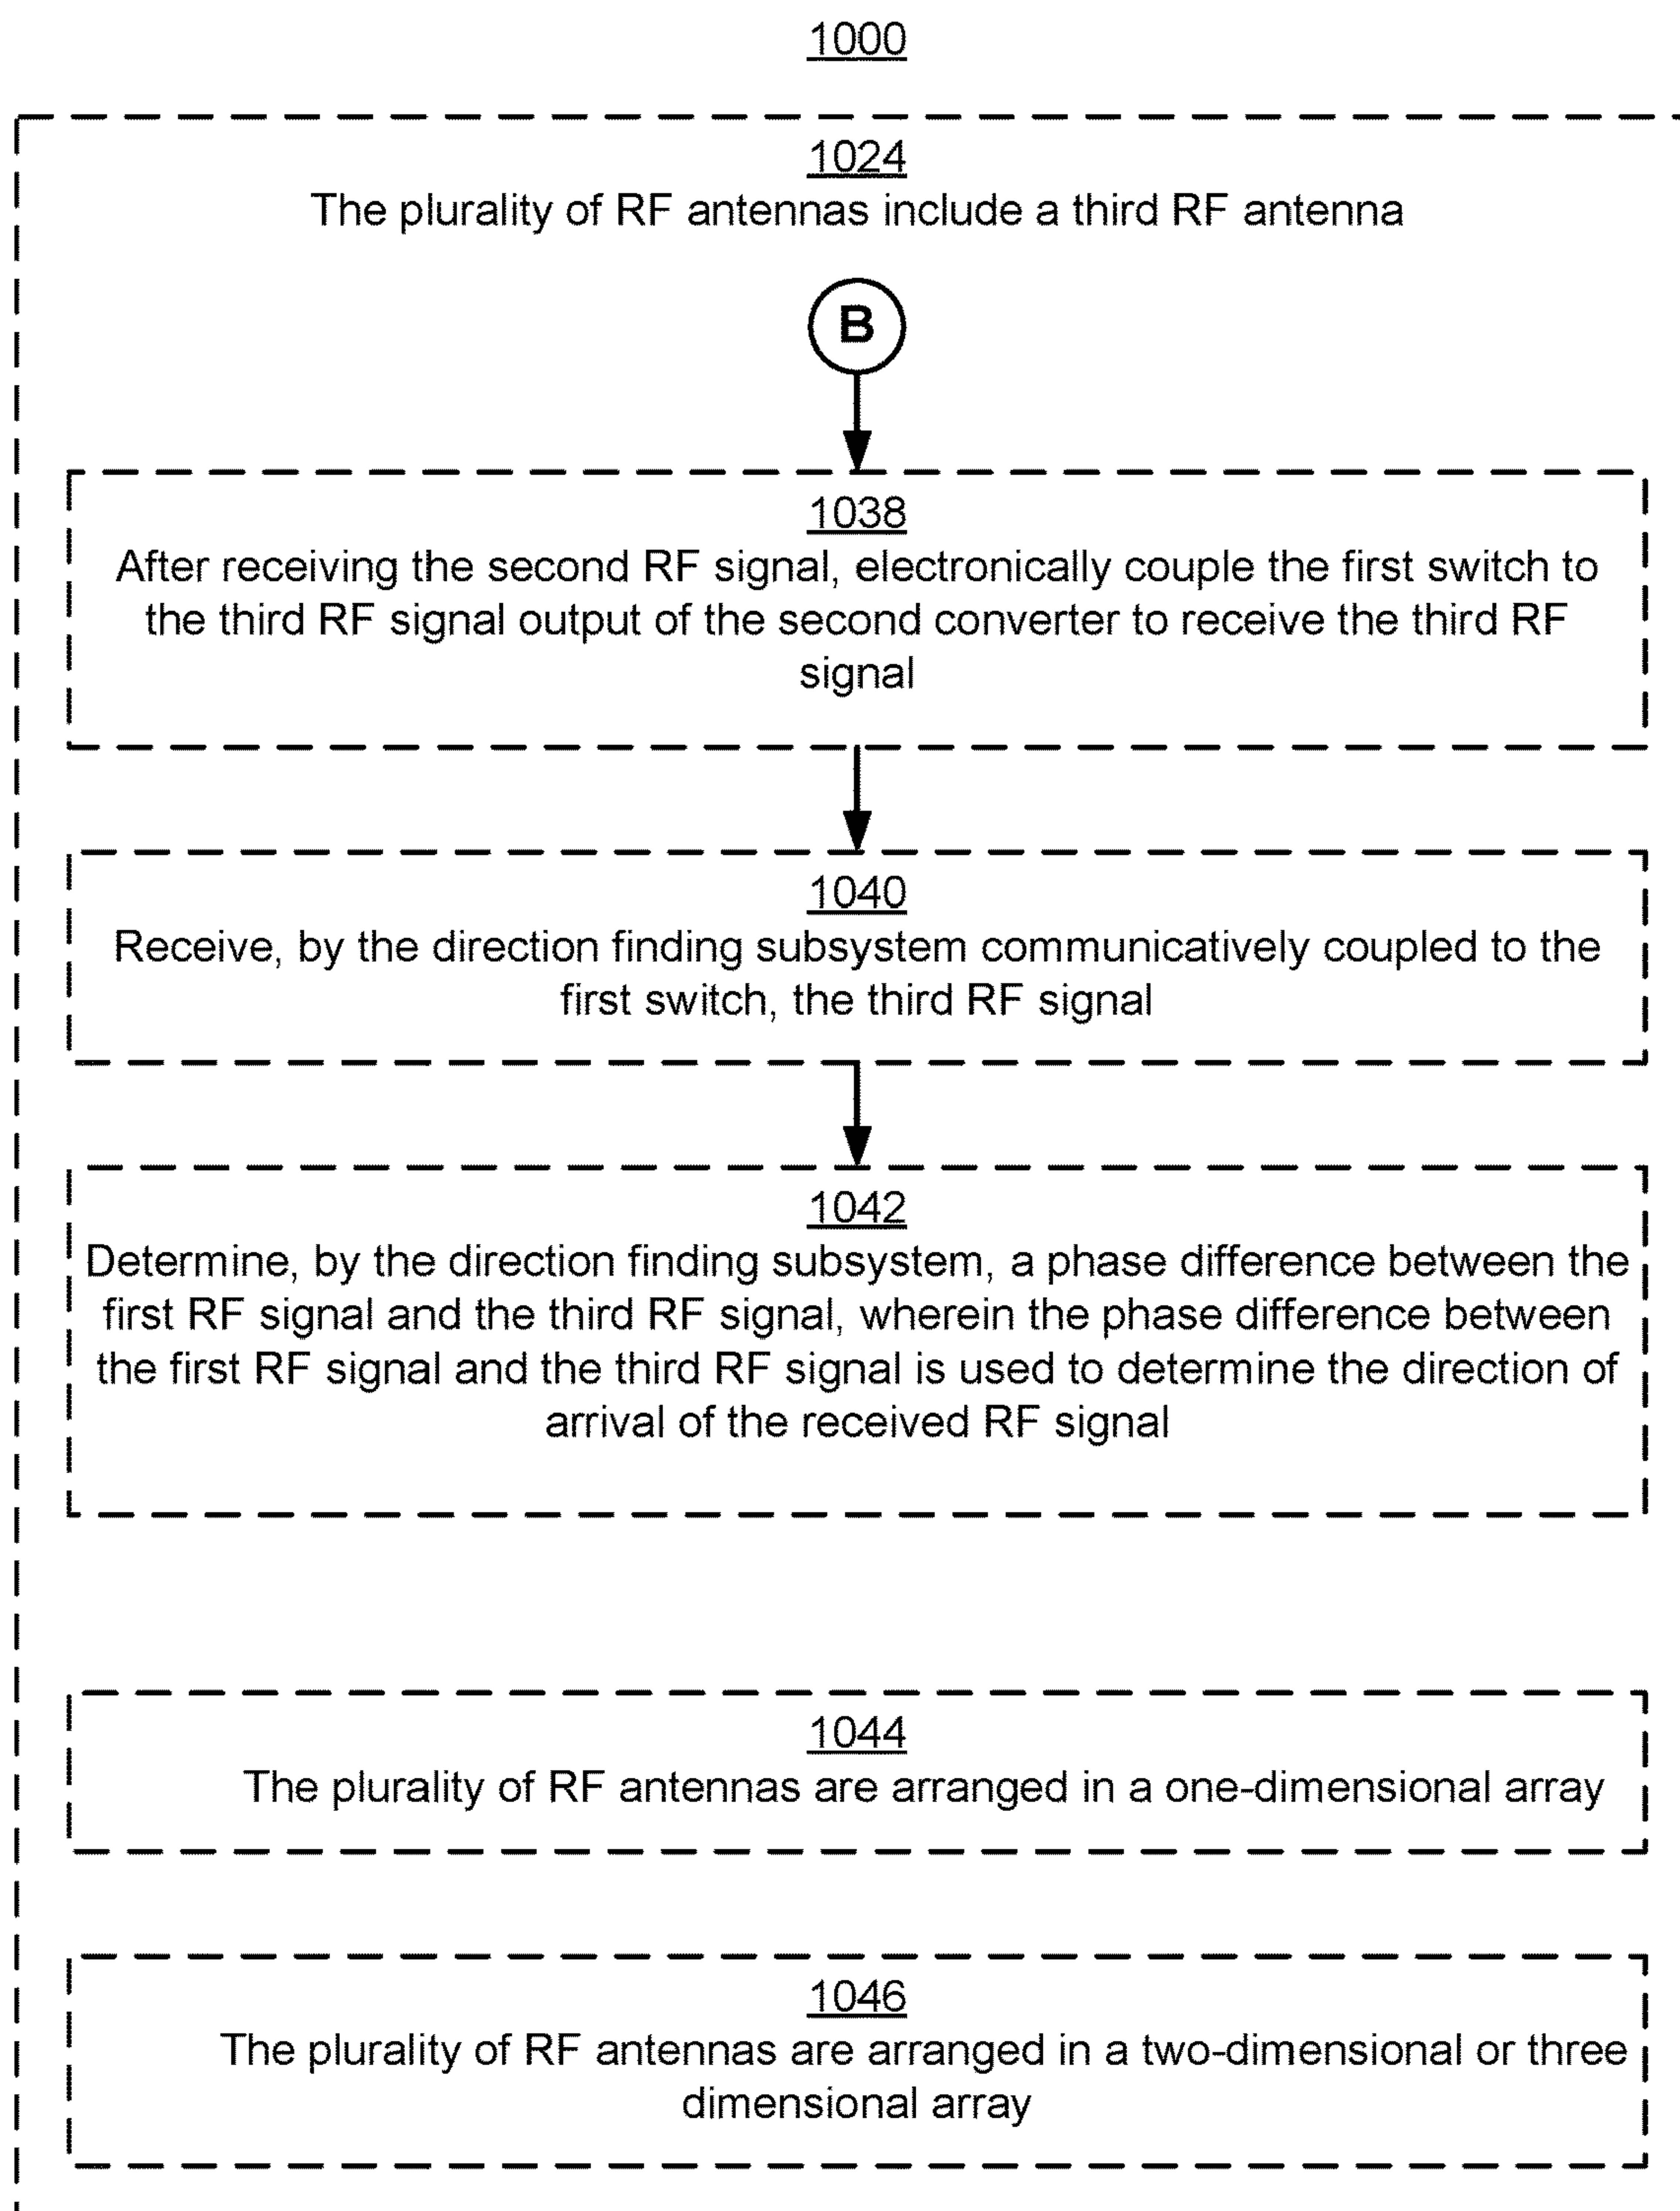 1000
1024
The plurality of RF antennas include a third RF antenna
B
1038
After receiving the second RF signal, electronically couple the first switch to
the third RF signal output of the second converter to receive the third RF
signal
1040
Receive, by the direction finding subsystem communicatively coupled to the
first switch, the third RF signal
1042
Determine, by the direction finding subsystem, a phase difference between the
first RF signal and the third RF signal, wherein the phase difference between
the first RF signal and the third RF signal is used to determine the direction of
arrival of the received RF signal
1044
The plurality of RF antennas are arranged in a one-dimensional array
1046
The plurality of RF antennas are arranged in a two-dimensional or three
dimensional array